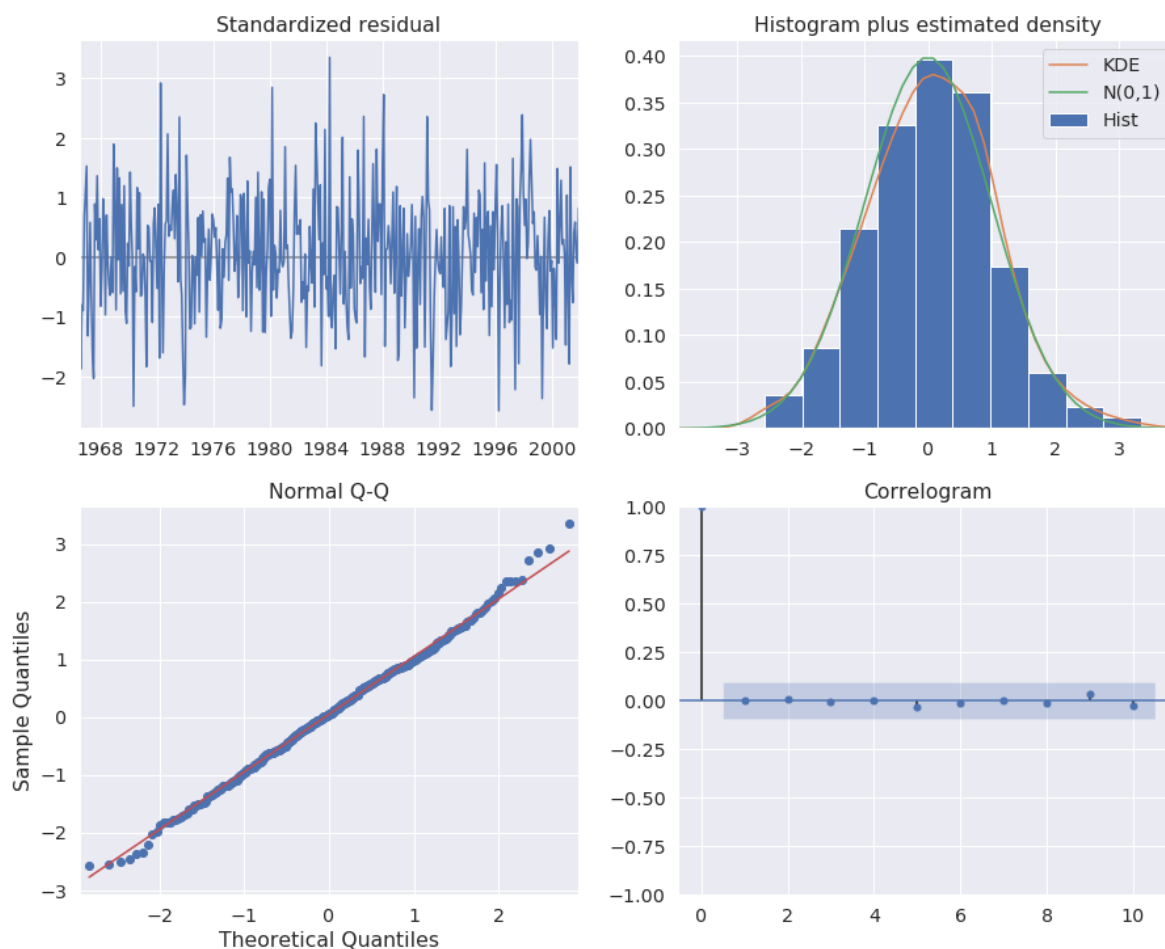 Standardized residual
3
2
1
0
−1
−2
1968 1972 1976 1980 1984 1988 1992 1996 2000
Histogram plus estimated density
KDE
N(0,1)
Hist
0.40
0.35
0.30
0.25
0.20
0.15
0.10
0.05
0.00
−3 −2 −1 0 1 2 3
Normal Q-Q
Sample Quantiles
3
2
1
0
−1
−2
−3
−2 −1 0 1 2
Theoretical Quantiles
Correlogram
1.00
0.75
0.50
0.25
0.00
−0.25
−0.50
−0.75
−1.00
0 2 4 6 8 10